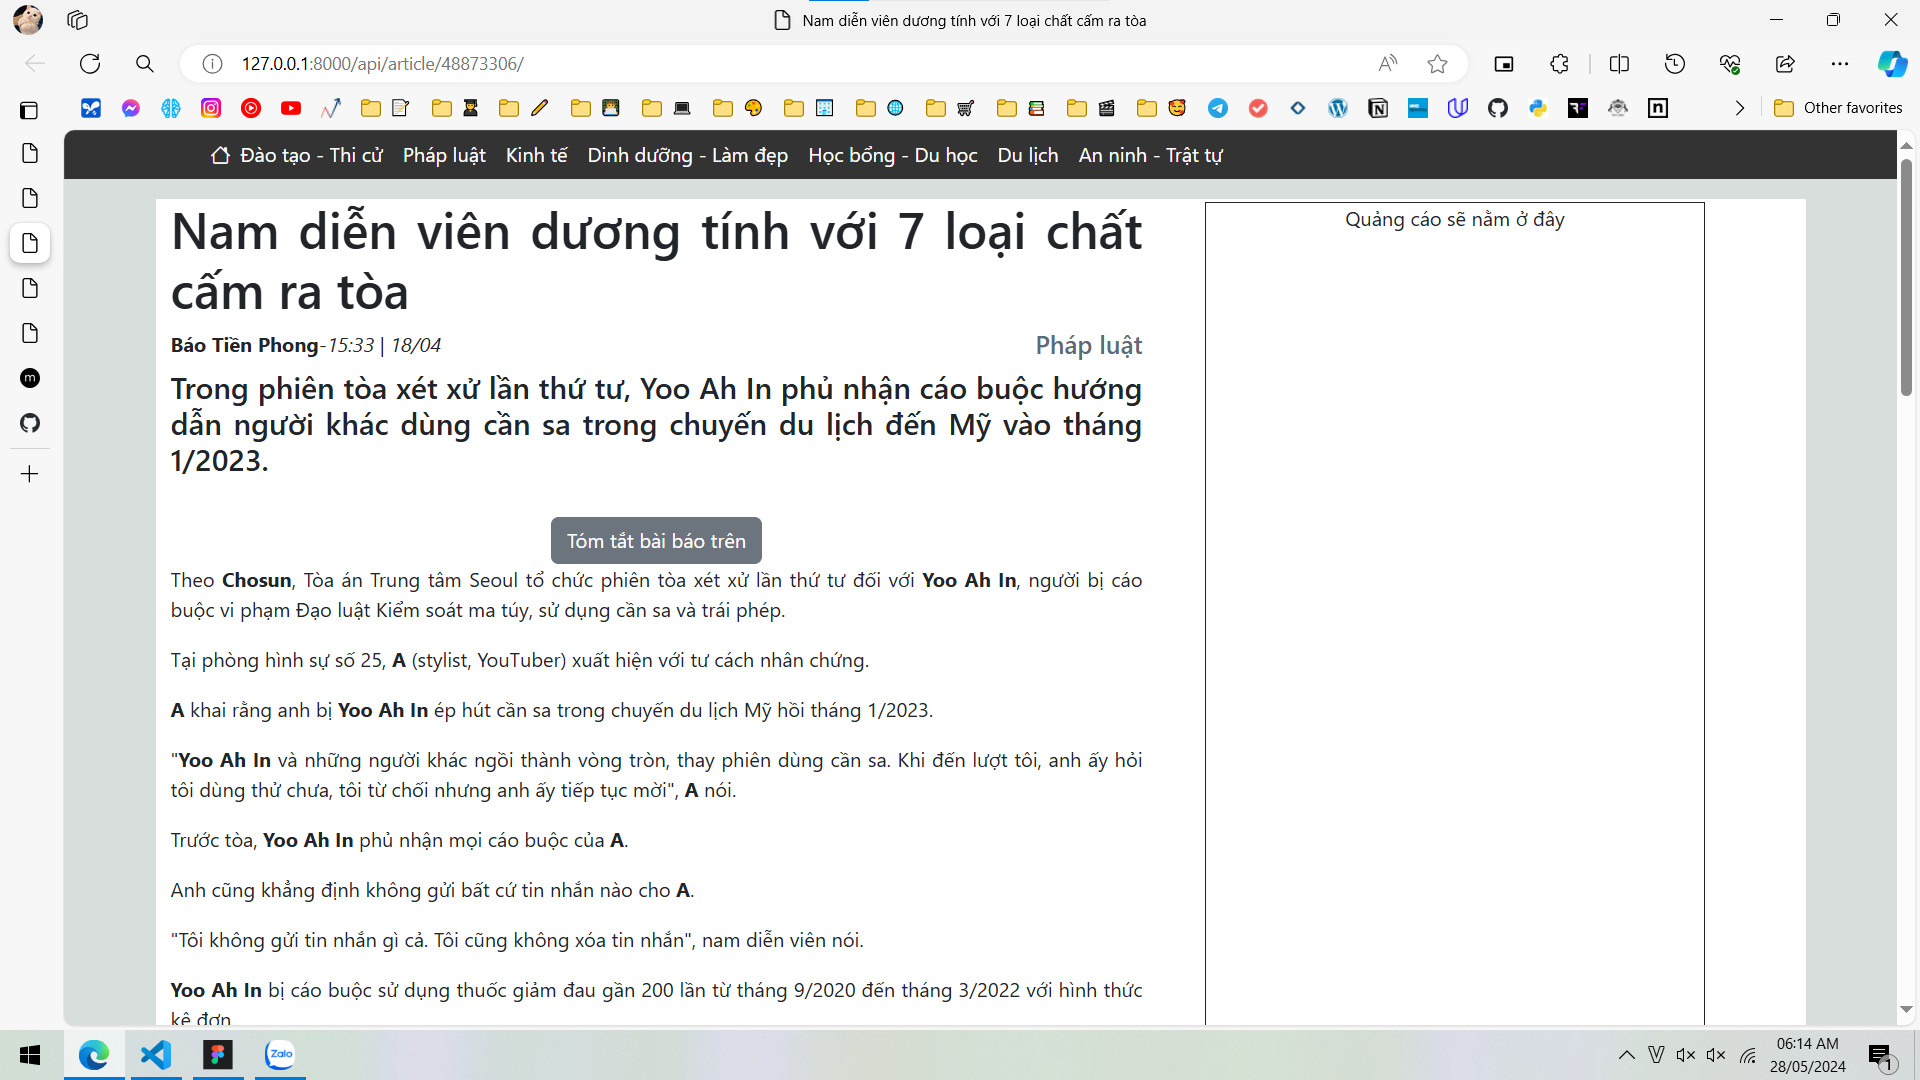 Nam diễn viên dương tính với 7 loại chất cấm ra tòa
127.0.0.1:8000/api/article/48873306/
Other favorites
Đào tạo - Thi cử Pháp luật Kinh tế Dinh dưỡng - Làm đẹp Học bổng - Du học Du lịch An ninh - Trật tự
Nam diễn viên dương tính với 7 loại chất
cấm ra tòa
Báo Tiền Phong-15:33 | 18/04
Pháp luật
Trong phiên tòa xét xử lần thứ tư, Yoo Ah In phủ nhận cáo buộc hướng
dẫn người khác dùng cần sa trong chuyến du lịch đến Mỹ vào tháng
1/2023.
Tóm tắt bài báo trên
Theo Chosun, Tòa án Trung tâm Seoul tổ chức phiên tòa xét xử lần thứ tư đối với Yoo Ah In, người bị cáo
buộc vi phạm Đạo luật Kiểm soát ma túy, sử dụng cần sa và trái phép.
Tại phòng hình sự số 25, A (stylist, YouTuber) xuất hiện với tư cách nhân chứng.
A khai rằng anh bị Yoo Ah In ép hút cần sa trong chuyến du lịch Mỹ hồi tháng 1/2023.
"Yoo Ah In và những người khác ngồi thành vòng tròn, thay phiên dùng cần sa. Khi đến lượt tôi, anh ấy hỏi
tôi dùng thử chưa, tôi từ chối nhưng anh ấy tiếp tục mời", A nói.
Trước tòa, Yoo Ah In phủ nhận mọi cáo buộc của A.
Anh cũng khẳng định không gửi bất cứ tin nhắn nào cho A.
"Tôi không gửi tin nhắn gì cả. Tôi cũng không xóa tin nhắn", nam diễn viên nói.
Yoo Ah In bị cáo buộc sử dụng thuốc giảm đau gần 200 lần từ tháng 9/2020 đến tháng 3/2022 với hình thức
kê đơn
Quảng cáo sẽ nằm ở đây
Zalo
06:14 AM
28/05/2024
1